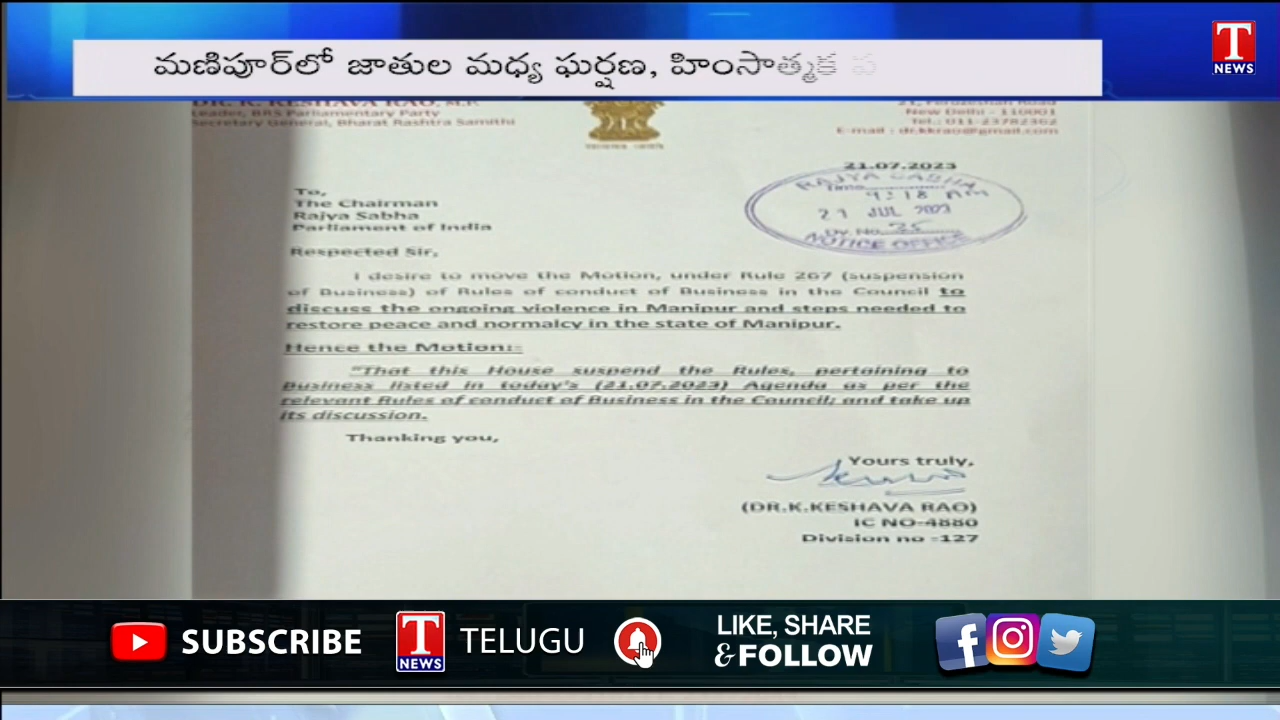 మణిపూర్‌లో జాతుల మధ్య ఘర్షణ, హింసాత్మక ప
T
NEWS
DR. K. KESHAVA RAO, M.P.
Leader, BRS Parliamentary Party
Secretary General, Bharat Rashtra Samithi
21, Ferozeshah Road
New Delhi - 110001
Tel.: 011-23782362
E-mail : dr.kkrao@gmail.com
21.07.2023
RAJYA SABHA
Time 9:18 Am
21 JUL 2023
Dy. No. 25
NOTICE OFFICE
To,
The Chairman
Rajya Sabha
Parliament of India
Respected Sir,
I desire to move the Motion, under Rule 267 (suspension
of Business) of Rules of conduct of Business in the Council to
discuss the ongoing violence in Manipur and steps needed to
restore peace and normalcy in the state of Manipur.
Hence the Motion:-
"That this House suspend the Rules, pertaining to
Business listed in today's (21.07.2023) Agenda as per the
relevant Rules of conduct of Business in the Council; and take up
its discussion.
Thanking you,
Yours truly,
(DR.K.KESHAVA RAO)
IC NO-4880
Division no -127
SUBSCRIBE
T
NEWS
TELUGU
LIKE, SHARE
& FOLLOW